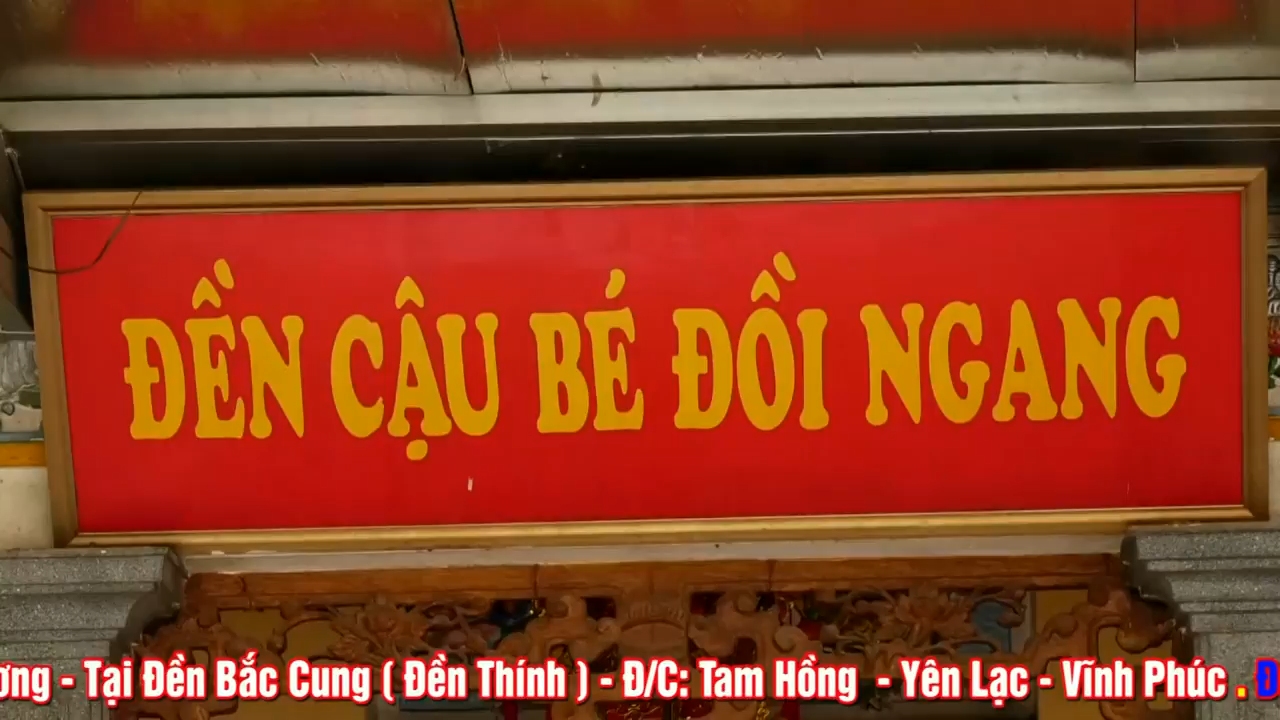 ĐỀN CẬU BÉ ĐỒI NGANG
- Tại Đền Bắc Cung ( Đền Thính ) - Đ/C: Tam Hồng - Yên Lạc - Vĩnh Phúc .